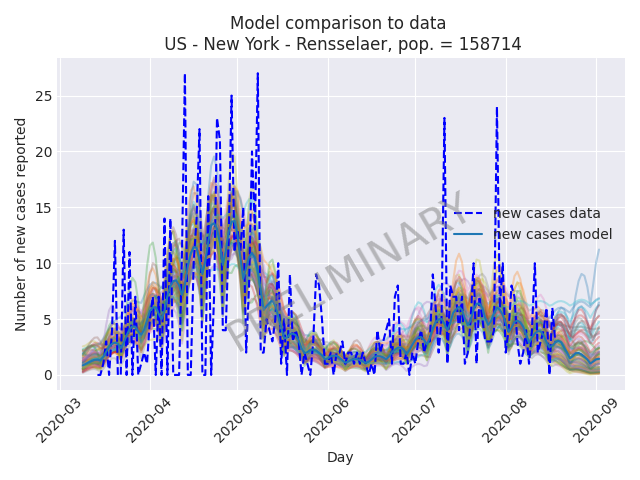 Model comparison to data
US - New York - Rensselaer, pop. = 158714
Number of new cases reported
25
20
15
10
5
0
PRELIMINARY
new cases data
new cases model
2020-03
2020-04
2020-05
2020-06
2020-07
2020-08
2020-09
Day